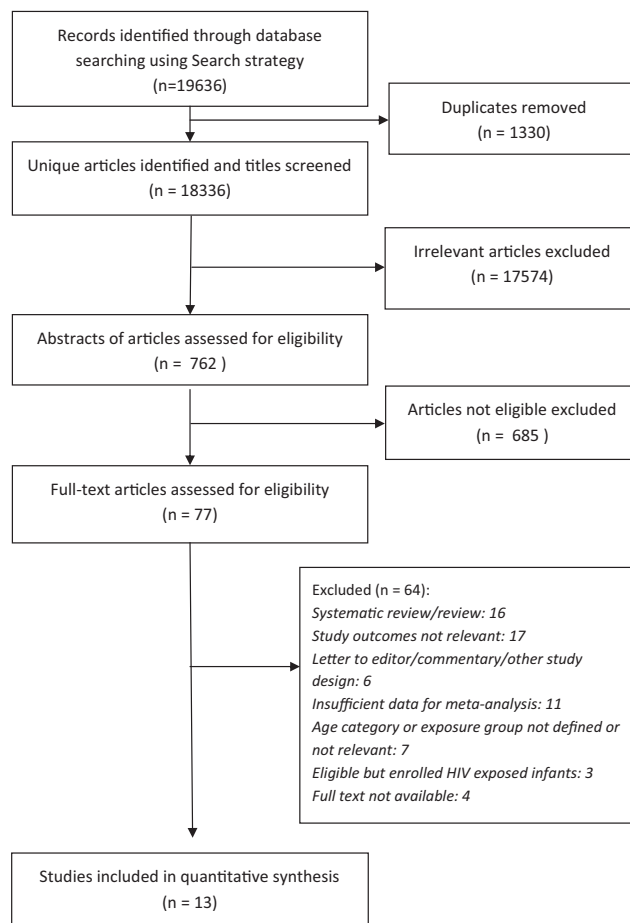 Records identified through database
searching using Search strategy
(n=19636)
Duplicates removed
(n = 1330)
Unique articles identified and titles screened
(n = 18336)
Irrelevant articles excluded
n = 17574)
Abstracts of articles assessed for eligibility
(n = 762 )
Articles not eligible excluded
(n = 685 )
Full-text articles assessed for eligibility
(n = 77)
Excluded (n = 64):
Systematic review/review: 16
Study outcomes not relevant: 17
Letter to editor/commentary/other study
design: 6
Insufficient data for meta-analysis: 11
Age category or exposure group not defined or
not relevant: 7
Eligible but enrolled HIV exposed infants: 3
Full text not available: 4
Studies included in quantitative synthesis
(n = 13)